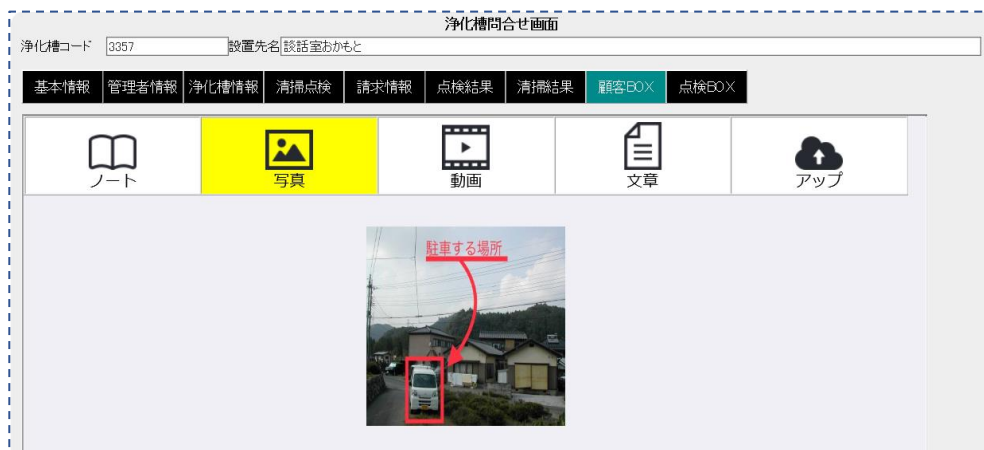 浄化槽問合せ画面
浄化槽コード 3357 設置先名 談話室おかもと
基本情報 管理者情報 浄化槽情報 清掃点検 請求情報 点検結果 清掃結果 顧客BOX 点検BOX
ノート 写真 動画 文章 アップ
駐車する場所